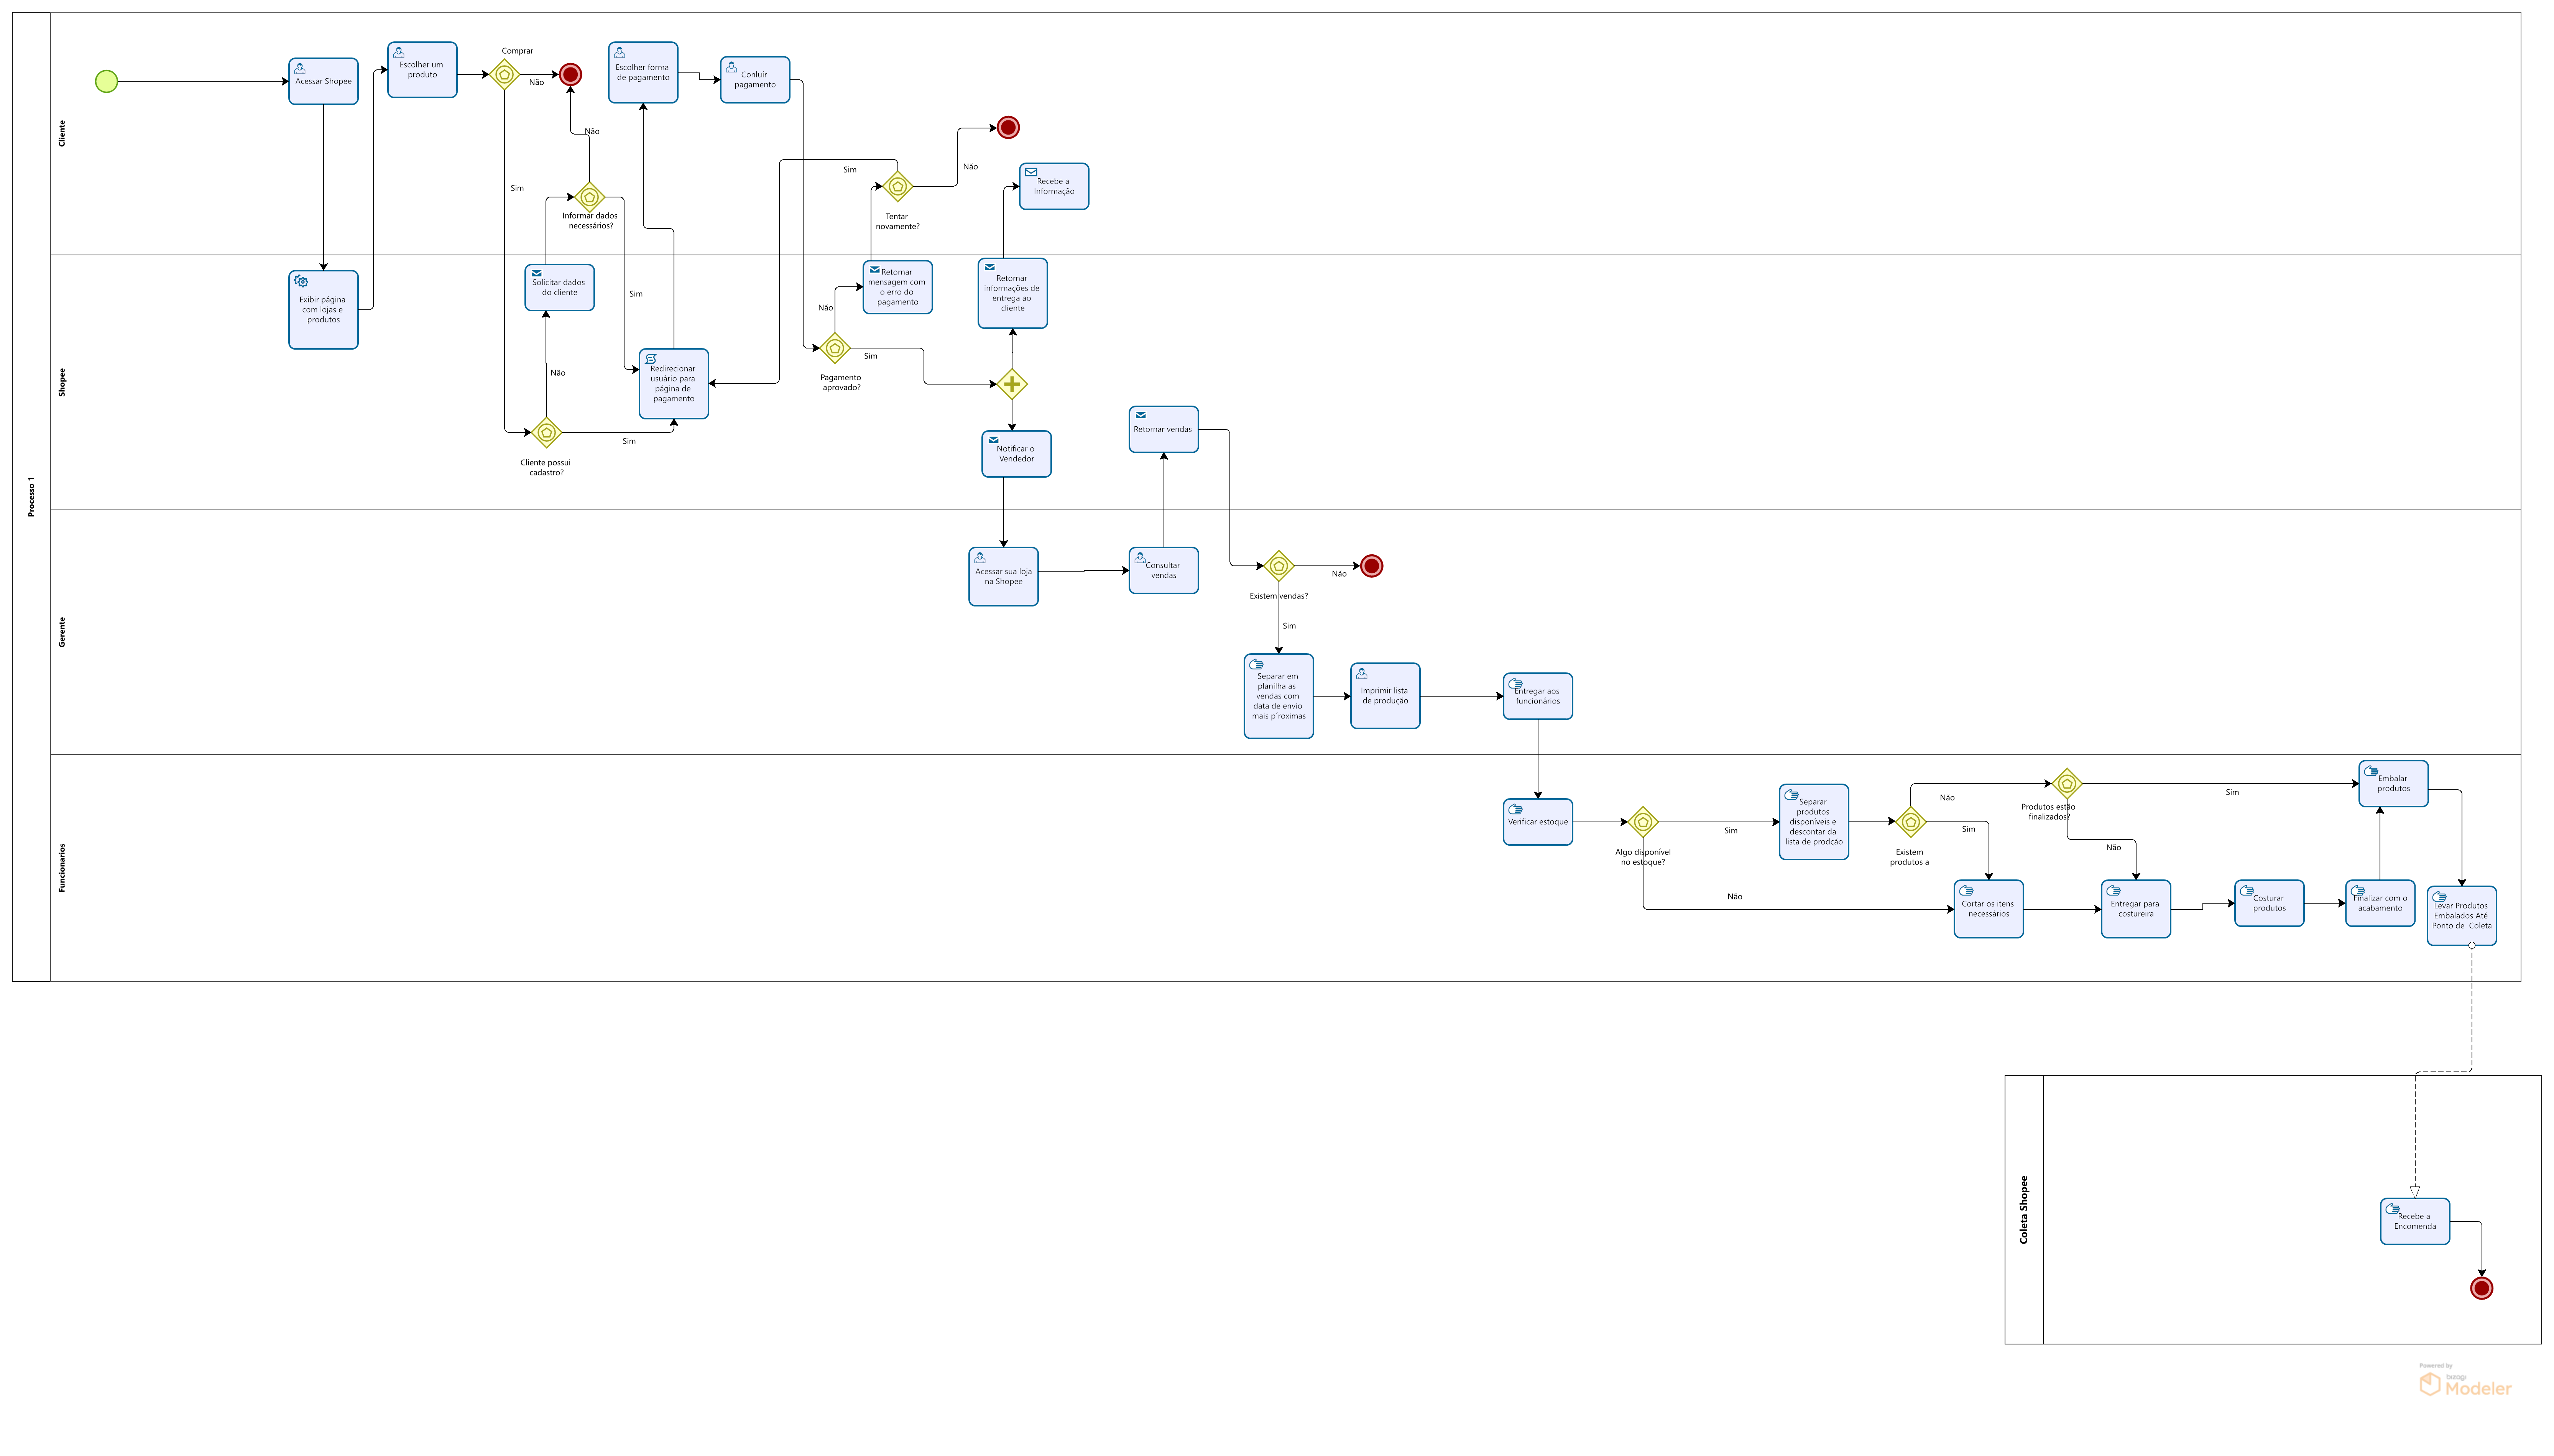 Processo 1
Cliente
Acessar Shopee
Escolher um
produto
Comprar
Não
Sim
Não
Informar dados
necessários?
Escolher forma
de pagamento
Conluir
pagamento
Sim
Tentar
novamente?
Não
Recebe a
Informação
Shopee
Exibir página
com lojas e
produtos
Solicitar dados
do cliente
Sim
Não
Cliente possui
cadastro?
Sim
Redirecionar
usuário para
página de
pagamento
Retornar
mensagem com
o erro do
pagamento
Não
Pagamento
aprovado?
Sim
Retornar
informações de
entrega ao
cliente
Notificar o
Vendedor
Retornar vendas
Gerente
Acessar sua loja
na Shopee
Consultar
vendas
Existem vendas?
Não
Sim
Separar em
planilha as
vendas com
data de envio
mais p´roximas
Imprimir lista
de produção
Entregar aos
funcionários
Funcionarios
Verificar estoque
Algo disponível
no estoque?
Sim
Não
Separar
produtos
disponíveis e
descontar da
lista de prodção
Existem
produtos a
Não
Sim
Produtos estão
finalizados?
Sim
Não
Cortar os itens
necessários
Entregar para
costureira
Costurar
produtos
Finalizar com o
acabamento
Embalar
produtos
Levar Produtos
Embalados Até
Ponto de  Coleta
Coleta Shopee
Recebe a
Encomenda
Powered by
bizagi
Modeler